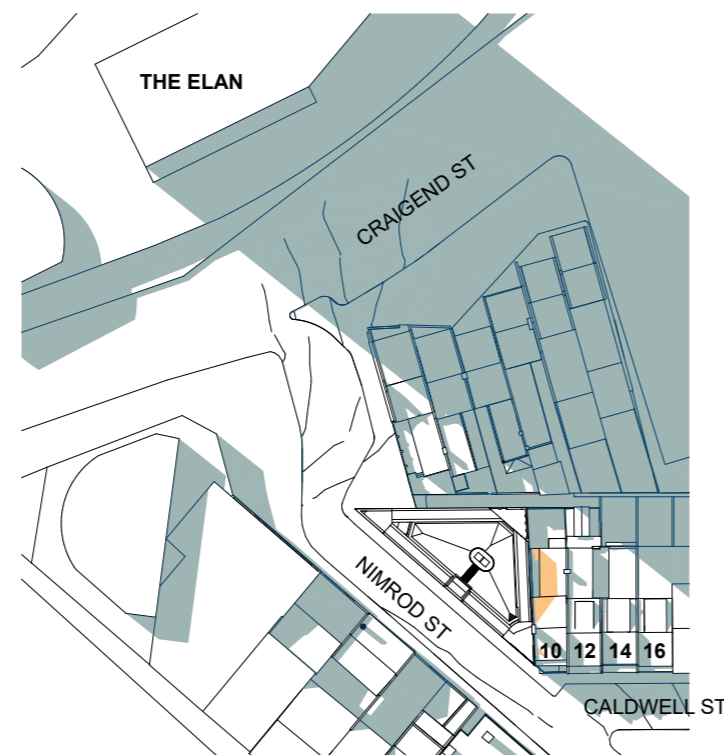 THE ELAN
CRAIGEND ST
NIMROD ST
10 12 14 16
CALDWELL ST